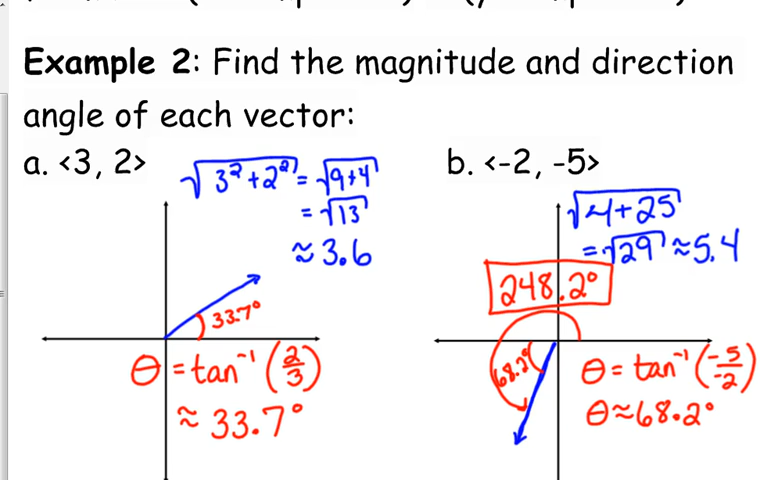 Example 2: Find the magnitude and direction
angle of each vector:
a. <3, 2>
√3²+2² = √9+4
= √13
≈ 3.6
33.7°
θ = tan⁻¹ (2/3)
≈ 33.7°
b. <-2, -5>
√4+25
= √29 ≈ 5.4
248.2°
68.2°
θ = tan⁻¹ (-5/-2)
θ ≈ 68.2°